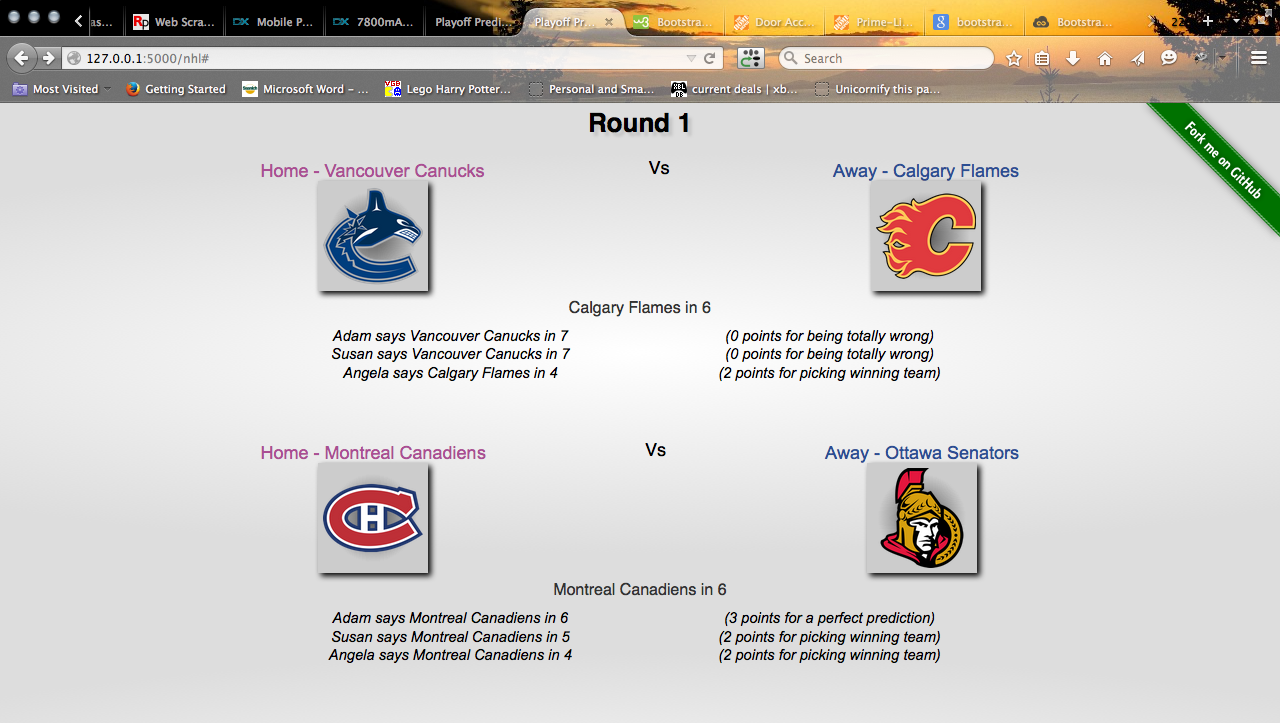 as...
Rp Web Scra...
DX Mobile P...
DX 7800mA...
Playoff Predi...
Playoff Pr...
Bootstra...
Door Acc...
Prime-Li...
bootstra...
Bootstra...
127.0.0.1:5000/nhl#
Search
Most Visited
Getting Started
Microsoft Word – ...
Lego Harry Potter...
Personal and Sma...
current deals | xb...
Unicornify this pa...
Fork me on GitHub
Round 1
Home - Vancouver Canucks
Vs
Away - Calgary Flames
Calgary Flames in 6
Adam says Vancouver Canucks in 7 (0 points for being totally wrong)
Susan says Vancouver Canucks in 7 (0 points for being totally wrong)
Angela says Calgary Flames in 4 (2 points for picking winning team)
Home - Montreal Canadiens
Vs
Away - Ottawa Senators
Montreal Canadiens in 6
Adam says Montreal Canadiens in 6 (3 points for a perfect prediction)
Susan says Montreal Canadiens in 5 (2 points for picking winning team)
Angela says Montreal Canadiens in 4 (2 points for picking winning team)